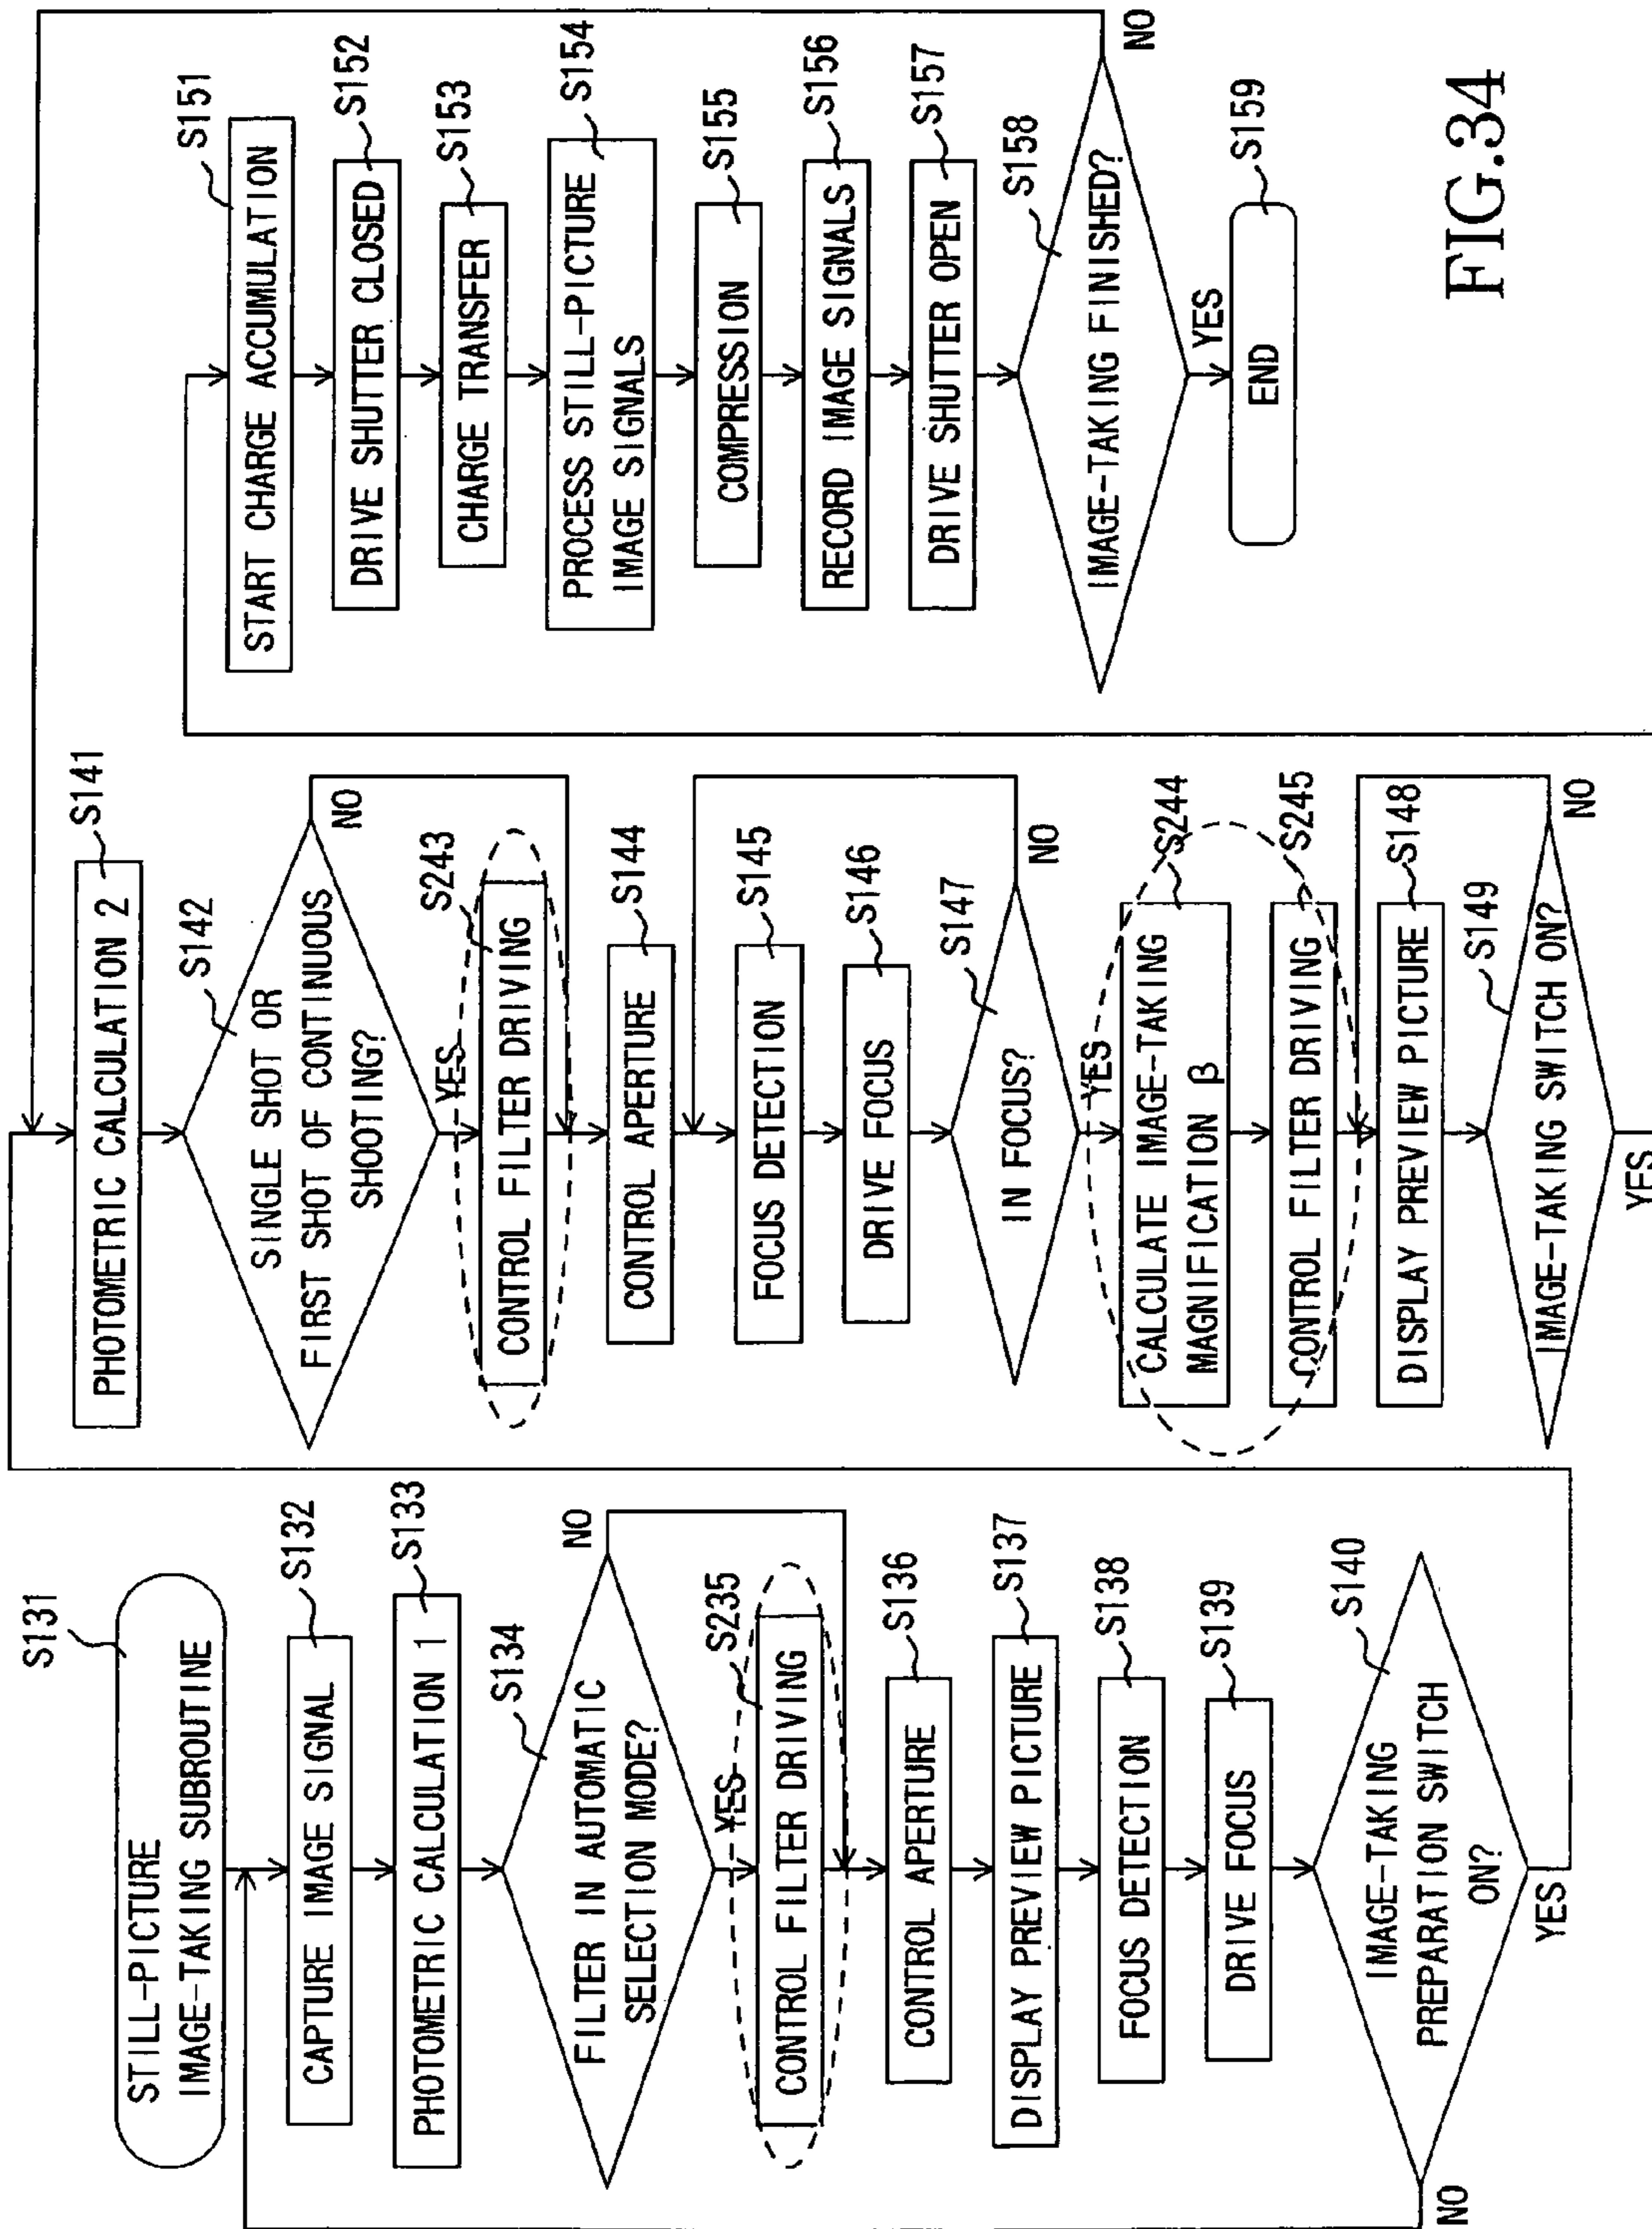 S131
STILL-PICTURE
IMAGE-TAKING SUBROUTINE
S132
CAPTURE IMAGE SIGNAL
S133
PHOTOMETRIC CALCULATION 1
S134
FILTER IN AUTOMATIC
SELECTION MODE?
NO
YES
S235
CONTROL FILTER DRIVING
S136
CONTROL APERTURE
S137
DISPLAY PREVIEW PICTURE
S138
FOCUS DETECTION
S139
DRIVE FOCUS
S140
IMAGE-TAKING
PREPARATION SWITCH
ON?
NO
YES
S141
PHOTOMETRIC CALCULATION 2
S142
SINGLE SHOT OR
FIRST SHOT OF CONTINUOUS
SHOOTING?
NO
YES
S243
CONTROL FILTER DRIVING
S144
CONTROL APERTURE
S145
FOCUS DETECTION
S146
DRIVE FOCUS
S147
IN FOCUS?
NO
YES
S244
CALCULATE IMAGE-TAKING
MAGNIFICATION β
S245
CONTROL FILTER DRIVING
S148
DISPLAY PREVIEW PICTURE
S149
IMAGE-TAKING SWITCH ON?
NO
YES
S151
START CHARGE ACCUMULATION
S152
DRIVE SHUTTER CLOSED
S153
CHARGE TRANSFER
S154
PROCESS STILL-PICTURE
IMAGE SIGNALS
S155
COMPRESSION
S156
RECORD IMAGE SIGNALS
S157
DRIVE SHUTTER OPEN
S158
IMAGE-TAKING FINISHED?
NO
YES
S159
END
FIG.34